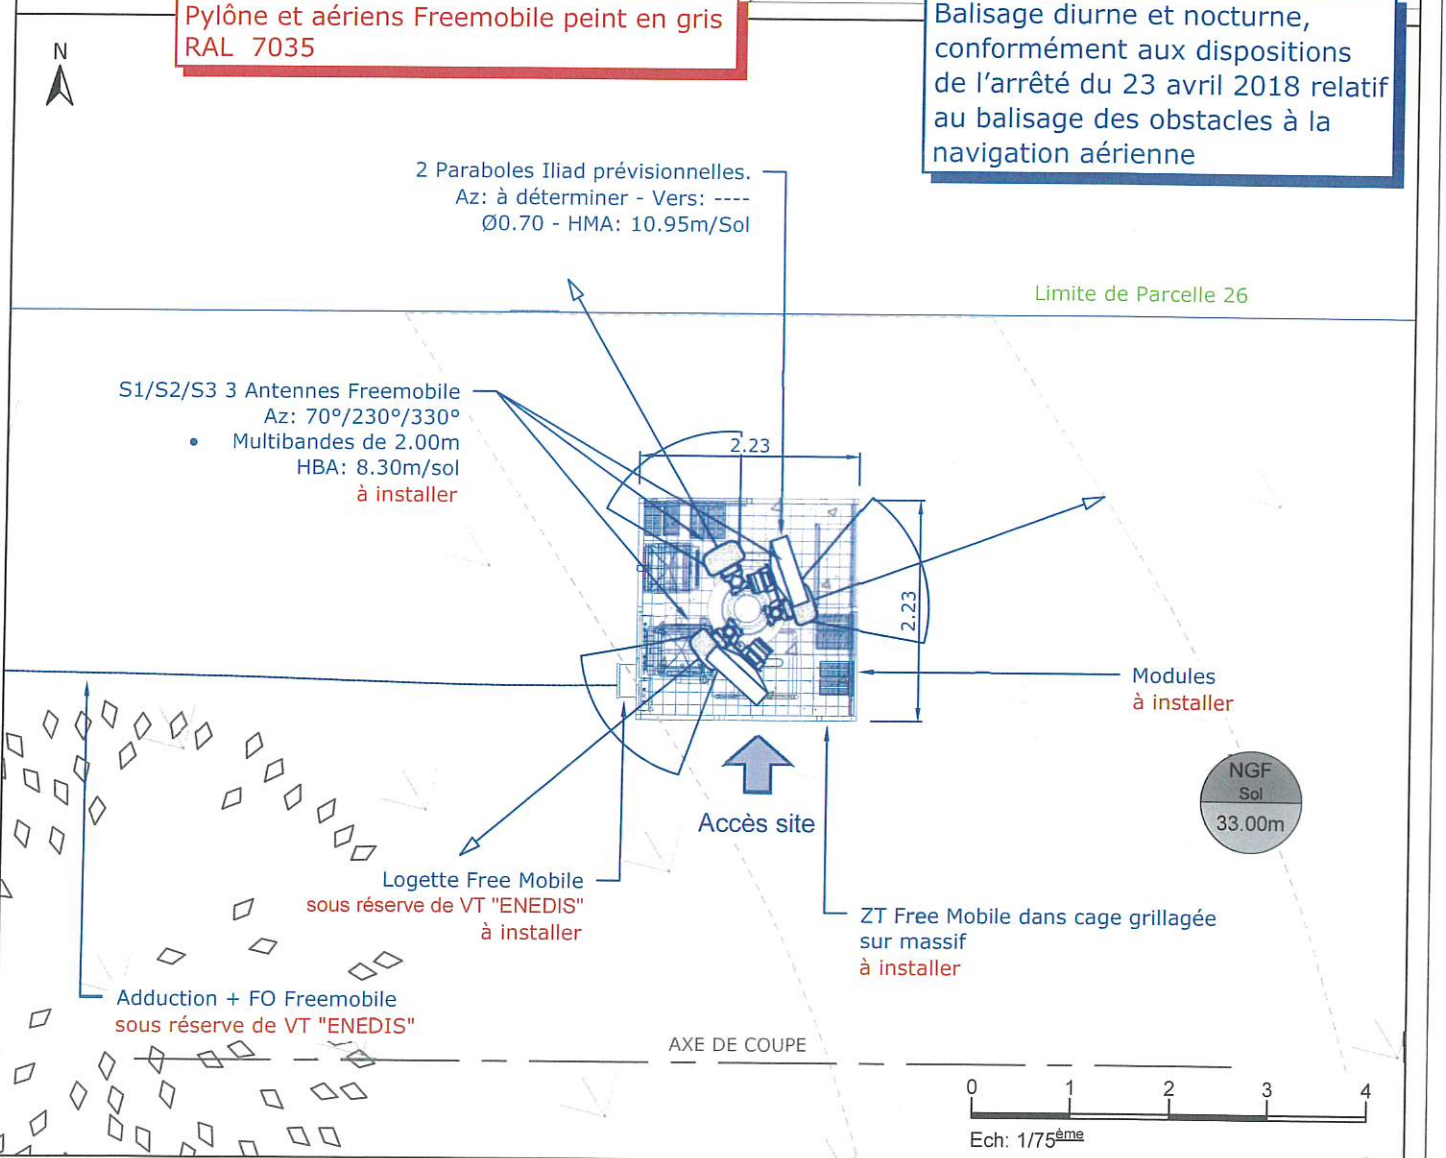 Pylône et aériens Freemobile peint en gris
RAL 7035
Balisage diurne et nocturne,
conformément aux dispositions
de l'arrêté du 23 avril 2018 relatif
au balisage des obstacles à la
navigation aérienne
N
2 Paraboles Iliad prévisionnelles.
Az: à déterminer - Vers: ----
Ø0.70 - HMA: 10.95m/Sol
Limite de Parcelle 26
S1/S2/S3 3 Antennes Freemobile
Az: 70°/230°/330°
• Multibandes de 2.00m
HBA: 8.30m/sol
à installer
2.23
2.23
Modules
à installer
NGF
Sol
33.00m
Accès site
Logette Free Mobile
sous réserve de VT "ENEDIS"
à installer
ZT Free Mobile dans cage grillagée
sur massif
à installer
Adduction + FO Freemobile
sous réserve de VT "ENEDIS"
AXE DE COUPE
0 1 2 3 4
Ech: 1/75ème